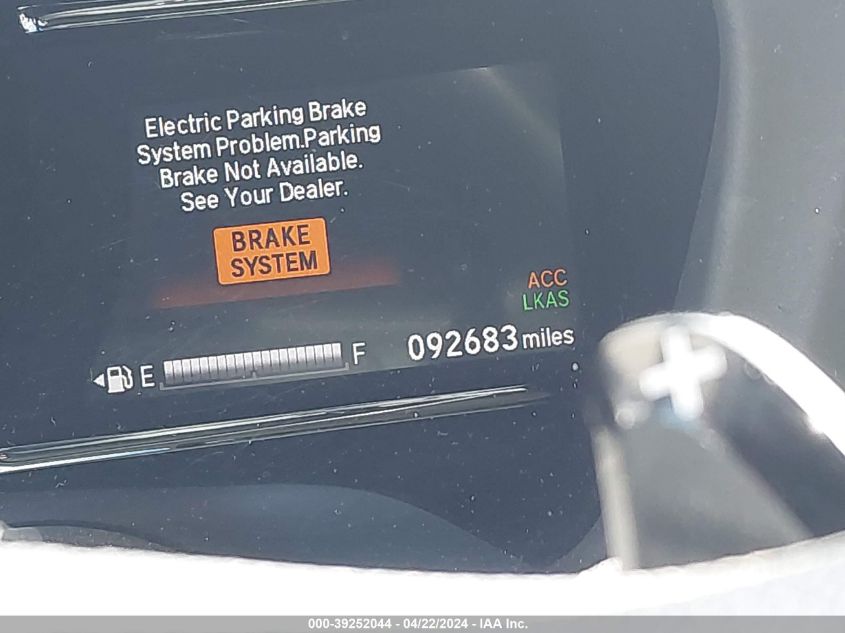 Electric Parking Brake
System Problem.Parking
Brake Not Available.
See Your Dealer.
BRAKE
SYSTEM
ACC
LKAS
E F 092683 miles
000-39252044 - 04/22/2024 - IAA Inc.